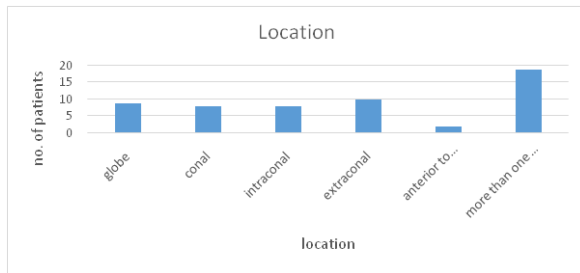 Location
no. of patients
20
15
10
5
0
globe
conal
intraconal
extraconal
anterior to...
more than one...
location